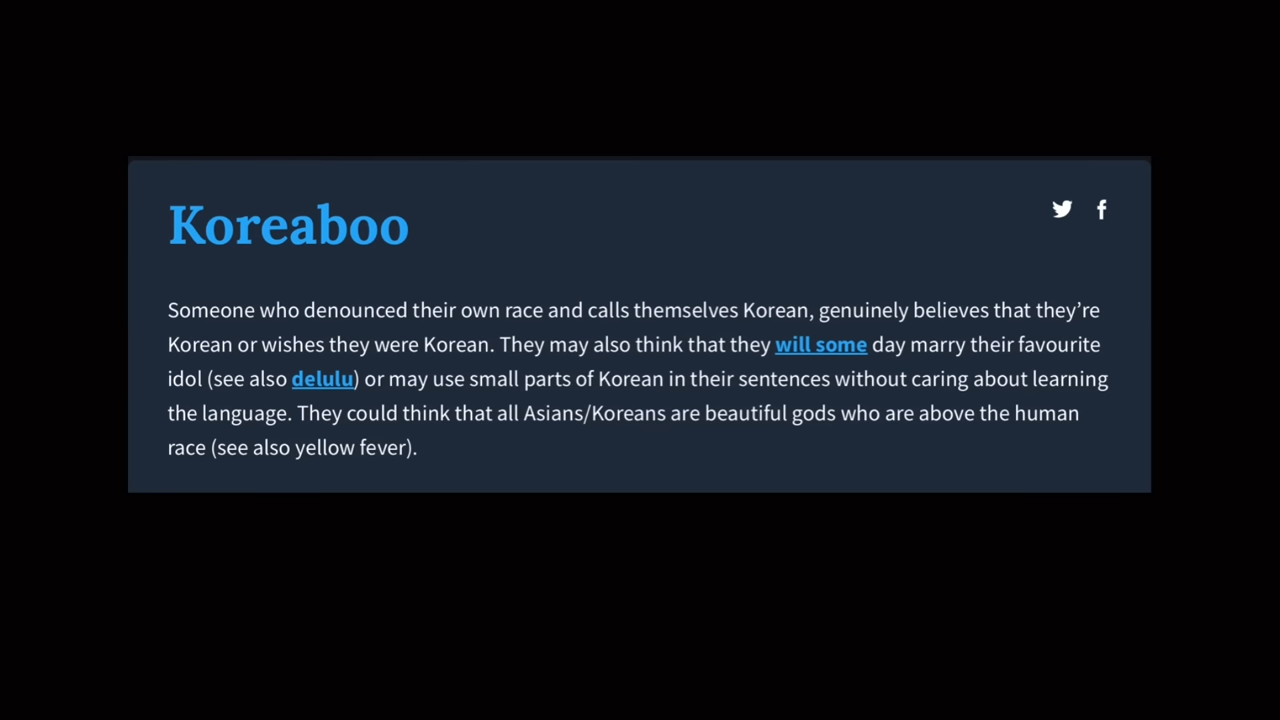 Koreaboo
Someone who denounced their own race and calls themselves Korean, genuinely believes that they’re
Korean or wishes they were Korean. They may also think that they will some day marry their favourite
idol (see also delulu) or may use small parts of Korean in their sentences without caring about learning
the language. They could think that all Asians/Koreans are beautiful gods who are above the human
race (see also yellow fever).